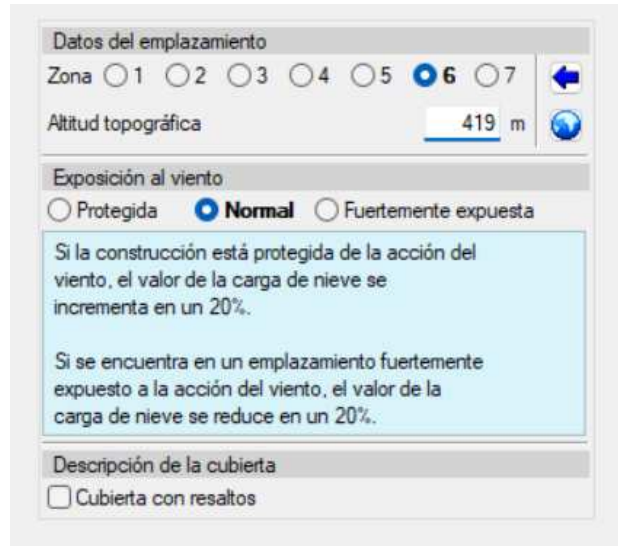 Datos del emplazamiento
Zona 1 2 3 4 5 6 7
Altitud topográfica 419 m
Exposición al viento
Protegida Normal Fuertemente expuesta
Si la construcción está protegida de la acción del
viento, el valor de la carga de nieve se
incrementa en un 20%.
Si se encuentra en un emplazamiento fuertemente
expuesto a la acción del viento, el valor de la
carga de nieve se reduce en un 20%.
Descripción de la cubierta
Cubierta con resaltos